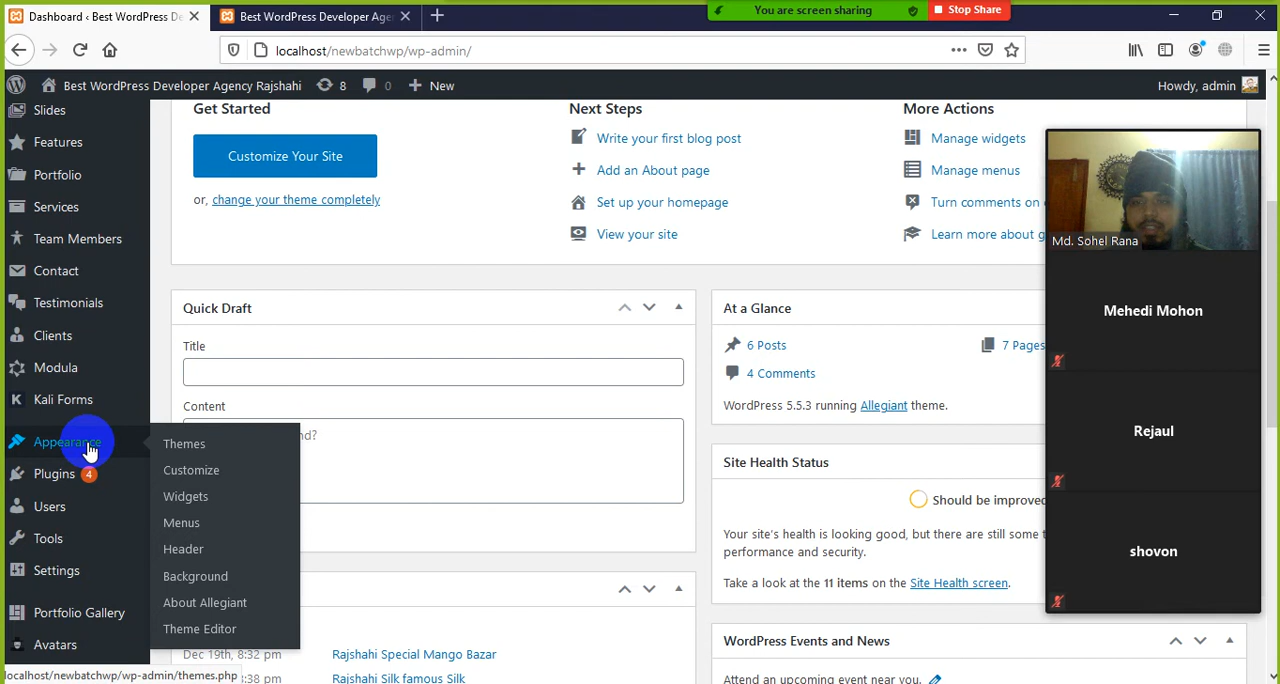 Dashboard ‹ Best WordPress De
Best WordPress Developer Age
You are screen sharing
Stop Share
localhost/newbatchwp/wp-admin/
Best WordPress Developer Agency Rajshahi
8
0
New
Howdy, admin
Slides
Features
Portfolio
Services
Team Members
Contact
Testimonials
Clients
Modula
Kali Forms
Appearance
Plugins 4
Users
Tools
Settings
Portfolio Gallery
Avatars
Themes
Customize
Widgets
Menus
Header
Background
About Allegiant
Theme Editor
localhost/newbatchwp/wp-admin/themes.php
Get Started
Customize Your Site
or, change your theme completely
Next Steps
Write your first blog post
Add an About page
Set up your homepage
View your site
More Actions
Manage widgets
Manage menus
Turn comments on
Learn more about g
Quick Draft
Title
Content
nd?
Dec 19th, 8:32 pm
Rajshahi Special Mango Bazar
:38 pm
Rajshahi Silk famous Silk
At a Glance
6 Posts
7 Pages
4 Comments
WordPress 5.5.3 running Allegiant theme.
Site Health Status
Should be improved
Your site's health is looking good, but there are still some t
performance and security.
Take a look at the 11 items on the Site Health screen.
WordPress Events and News
Attend an upcoming event near you.
Md. Sohel Rana
Mehedi Mohon
Rejaul
shovon